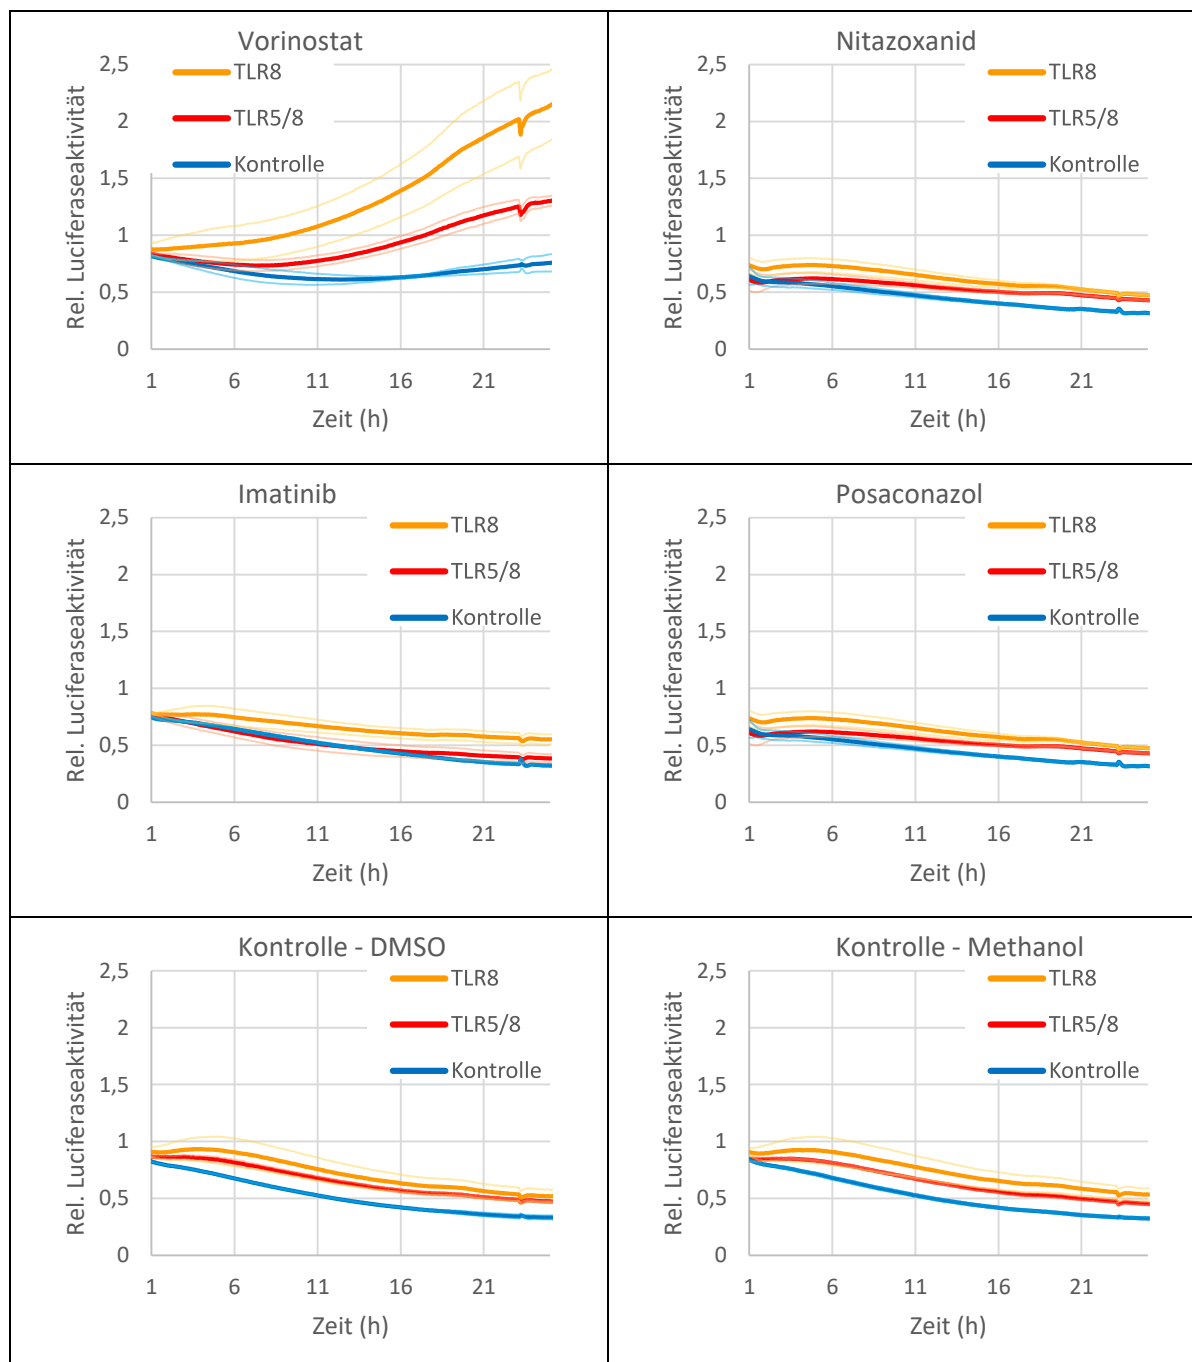 Vorinostat
2,5
2
1,5
1
0,5
0
TLR8
TLR5/8
Kontrolle
Rel. Luciferaseaktivität
1 6 11 16 21
Zeit (h)
Nitazoxanid
2,5
2
1,5
1
0,5
0
TLR8
TLR5/8
Kontrolle
Rel. Luciferaseaktivität
1 6 11 16 21
Zeit (h)
Imatinib
2,5
2
1,5
1
0,5
0
TLR8
TLR5/8
Kontrolle
Rel. Luciferaseaktivität
1 6 11 16 21
Zeit (h)
Posaconazol
2,5
2
1,5
1
0,5
0
TLR8
TLR5/8
Kontrolle
Rel. Luciferaseaktivität
1 6 11 16 21
Zeit (h)
Kontrolle - DMSO
2,5
2
1,5
1
0,5
0
TLR8
TLR5/8
Kontrolle
Rel. Luciferaseaktivität
1 6 11 16 21
Zeit (h)
Kontrolle - Methanol
2,5
2
1,5
1
0,5
0
TLR8
TLR5/8
Kontrolle
Rel. Luciferaseaktivität
1 6 11 16 21
Zeit (h)